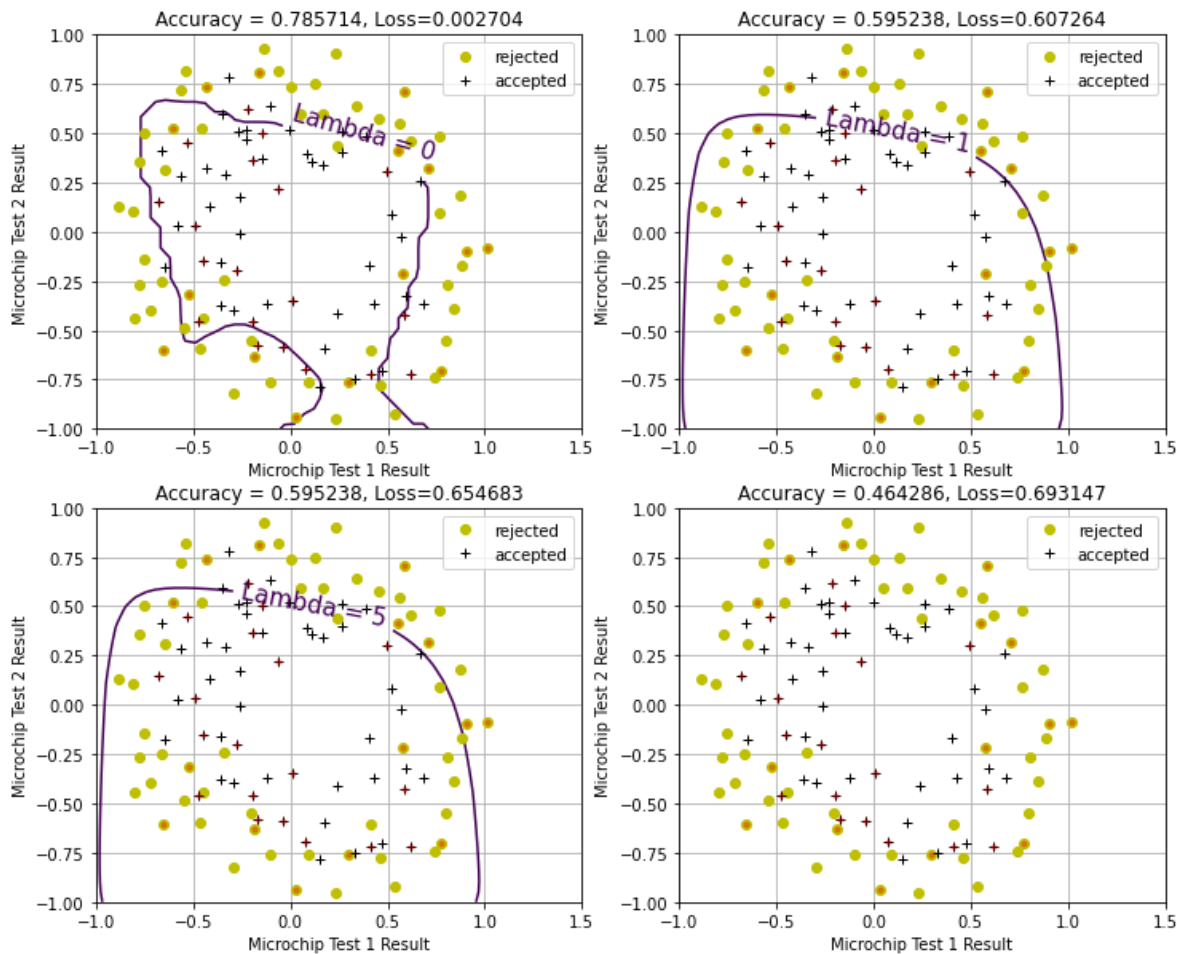 Accuracy = 0.785714, Loss=0.002704
1.00
0.75
0.50
0.25
0.00
−0.25
−0.50
−0.75
−1.00
Microchip Test 2 Result
rejected
accepted
Lambda = 0
−1.0 −0.5 0.0 0.5 1.0 1.5
Microchip Test 1 Result
Accuracy = 0.595238, Loss=0.607264
1.00
0.75
0.50
0.25
0.00
−0.25
−0.50
−0.75
−1.00
Microchip Test 2 Result
rejected
accepted
Lambda = 1
−1.0 −0.5 0.0 0.5 1.0 1.5
Microchip Test 1 Result
Accuracy = 0.595238, Loss=0.654683
1.00
0.75
0.50
0.25
0.00
−0.25
−0.50
−0.75
−1.00
Microchip Test 2 Result
rejected
accepted
Lambda = 5
−1.0 −0.5 0.0 0.5 1.0 1.5
Microchip Test 1 Result
Accuracy = 0.464286, Loss=0.693147
1.00
0.75
0.50
0.25
0.00
−0.25
−0.50
−0.75
−1.00
Microchip Test 2 Result
rejected
accepted
−1.0 −0.5 0.0 0.5 1.0 1.5
Microchip Test 1 Result